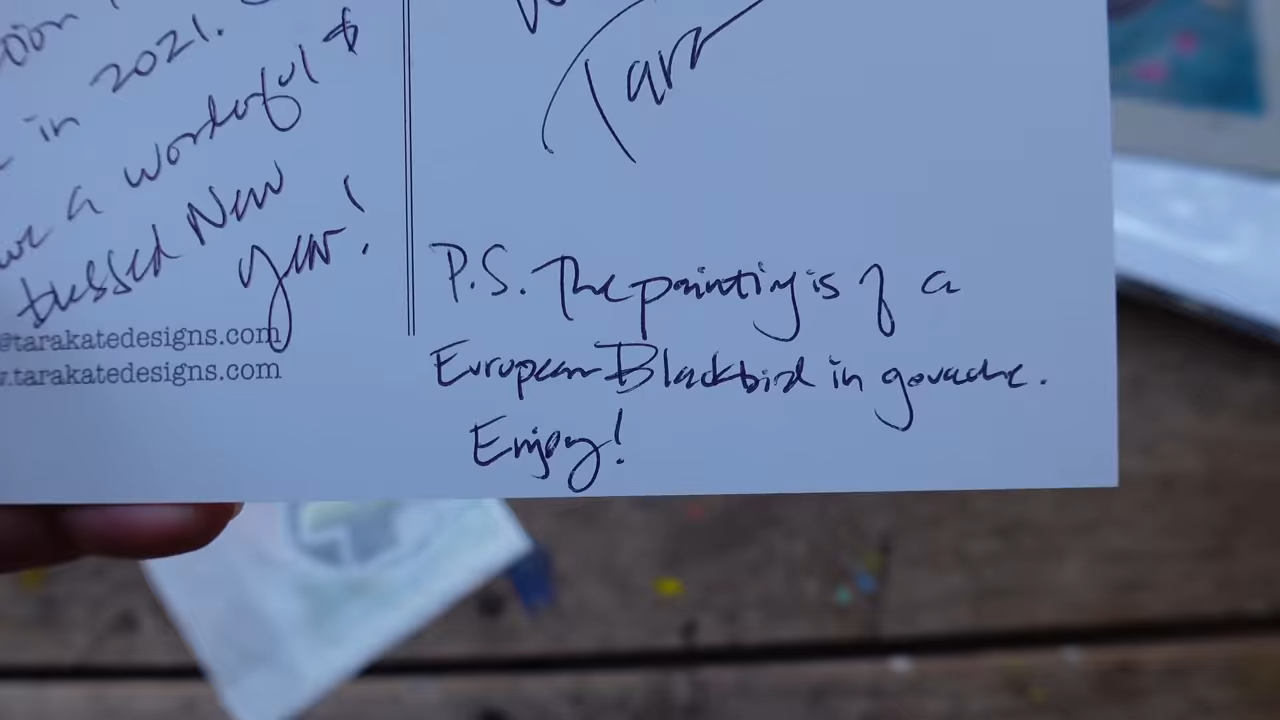 in 2021.
a wonderful &
blessed New
year!
@tarakatedesigns.com
.tarakatedesigns.com
Tara
P.S. The painting is of a
European Blackbird in gouache.
Enjoy!